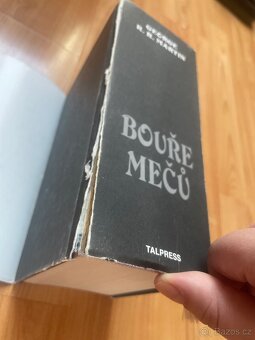 GEORGE
R. R. MARTIN
BOUŘE
MEČŮ
TALPRESS
Bazos.cz